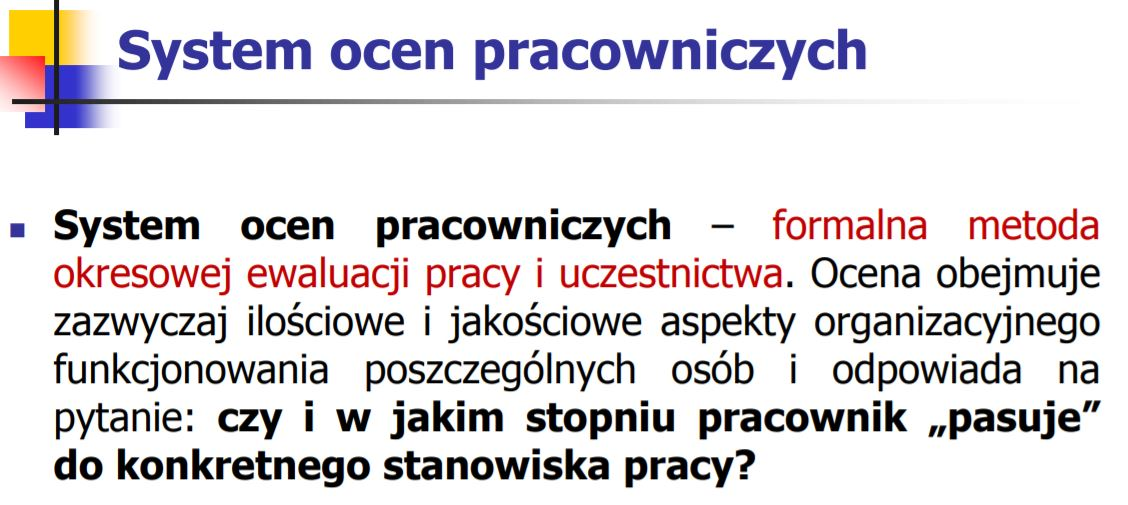 System ocen pracowniczych
System ocen pracowniczych – formalna metoda
okresowej ewaluacji pracy i uczestnictwa. Ocena obejmuje
zazwyczaj ilościowe i jakościowe aspekty organizacyjnego
funkcjonowania poszczególnych osób i odpowiada na
pytanie: czy i w jakim stopniu pracownik „pasuje”
do konkretnego stanowiska pracy?